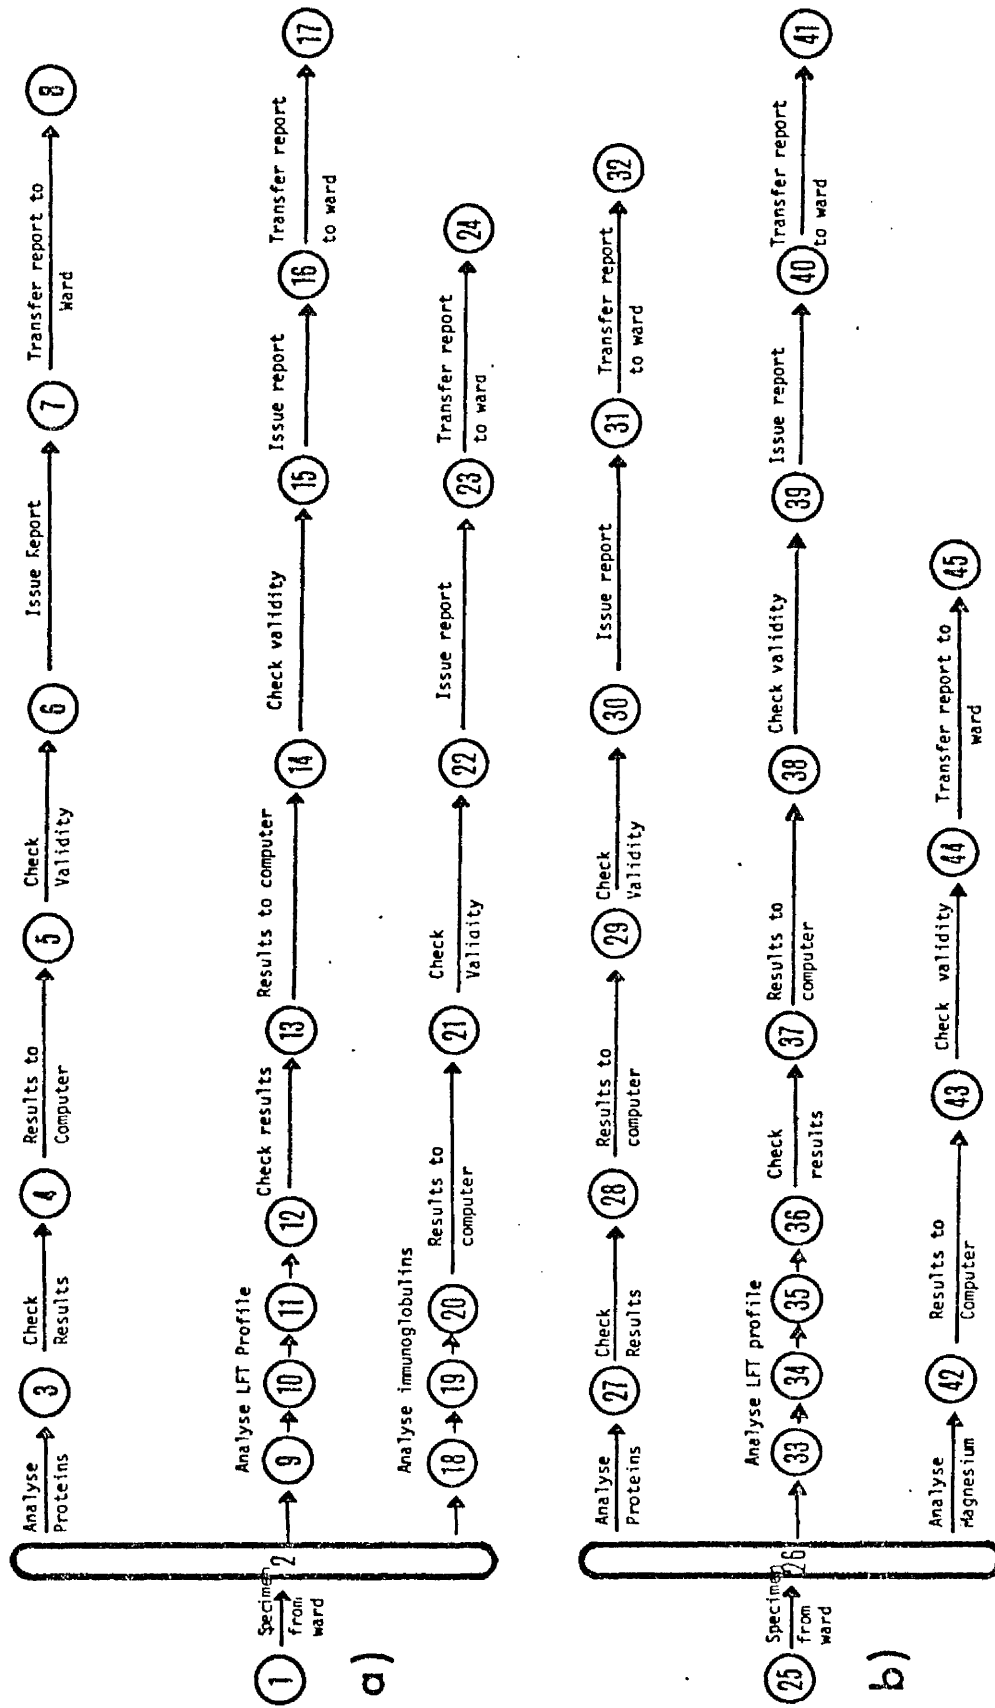 Analyse
Proteins
3
Check
Results
4
Results to
Computer
5
Check
Validity
6
Issue Report
7
Transfer report to
Ward
8
1
Specimen
from
ward
2
Analyse LFT Profile
9
10
11
12
Check results
13
Results to computer
14
Check validity
15
Issue report
16
Transfer report
to ward
17
Analyse immunoglobulins
18
19
20
Results to
computer
21
Check
Validity
22
Issue report
23
Transfer report
to ward
24
a)
Analyse
Proteins
27
Check
Results
28
Results to
computer
29
Check
Validity
30
Issue report
31
Transfer report
to ward
32
25
Specimen
from
ward
26
Analyse LFT profile
33
34
35
36
Check
results
37
Results to
computer
38
Check validity
39
Issue report
40
Transfer report
to ward
41
Analyse
Magnesium
42
Results to
Computer
43
Check validity
44
Transfer report to
ward
45
b)